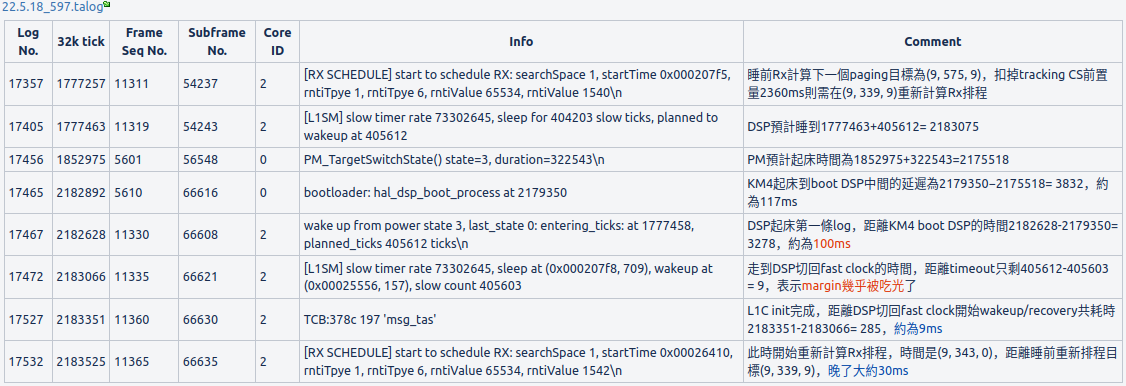 22.5.18_597.talog
Log No. 32k tick Frame Seq No. Subframe No. Core ID Info Comment
17357 1777257 11311 54237 2 [RX SCHEDULE] start to schedule RX: searchSpace 1, startTime 0x000207f5, rntiTpye 1, rntiTpye 6, rntiValue 65534, rntiValue 1540\n 睡前Rx計算下一個paging目標為(9, 575, 9)，扣掉tracking CS前置量2360ms則需在(9, 339, 9)重新計算Rx排程
17405 1777463 11319 54243 2 [L1SM] slow timer rate 73302645, sleep for 404203 slow ticks, planned to wakeup at 405612 DSP預計睡到1777463+405612= 2183075
17456 1852975 5601 56548 0 PM_TargetSwitchState() state=3, duration=322543\n PM預計起床時間為1852975+322543=2175518
17465 2182892 5610 66616 0 bootloader: hal_dsp_boot_process at 2179350 KM4起床到boot DSP中間的延遲為2179350−2175518= 3832，約為117ms
17467 2182628 11330 66608 2 wake up from power state 3, last_state 0: entering_ticks: at 1777458, planned_ticks 405612 ticks\n DSP起床第一條log，距離KM4 boot DSP的時間2182628-2179350= 3278，約為100ms
17472 2183066 11335 66621 2 [L1SM] slow timer rate 73302645, sleep at (0x000207f8, 709), wakeup at (0x00025556, 157), slow count 405603 走到DSP切回fast clock的時間，距離timeout只剩405612-405603 = 9，表示margin幾乎被吃光了
17527 2183351 11360 66630 2 TCB:378c 197 'msg_tas' L1C init完成，距離DSP切回fast clock開始wakeup/recovery共耗時2183351-2183066= 285，約為9ms
17532 2183525 11365 66635 2 [RX SCHEDULE] start to schedule RX: searchSpace 1, startTime 0x00026410, rntiTpye 1, rntiTpye 6, rntiValue 65534, rntiValue 1542\n 此時開始重新計算Rx排程，時間是(9, 343, 0)，距離睡前重新排程目標(9, 339, 9)，晚了大約30ms